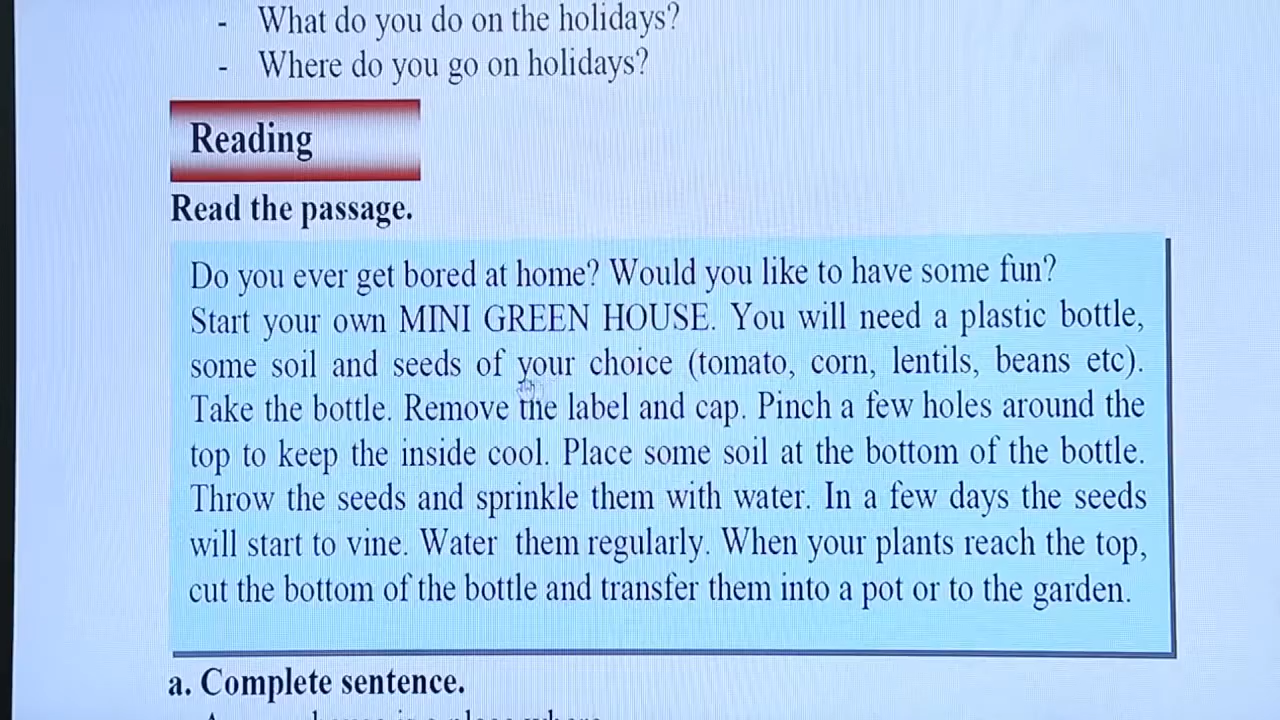 - What do you do on the holidays?
- Where do you go on holidays?
Reading
Read the passage.
Do you ever get bored at home? Would you like to have some fun?
Start your own MINI GREEN HOUSE. You will need a plastic bottle,
some soil and seeds of your choice (tomato, corn, lentils, beans etc).
Take the bottle. Remove the label and cap. Pinch a few holes around the
top to keep the inside cool. Place some soil at the bottom of the bottle.
Throw the seeds and sprinkle them with water. In a few days the seeds
will start to vine. Water them regularly. When your plants reach the top,
cut the bottom of the bottle and transfer them into a pot or to the garden.
a. Complete sentence.